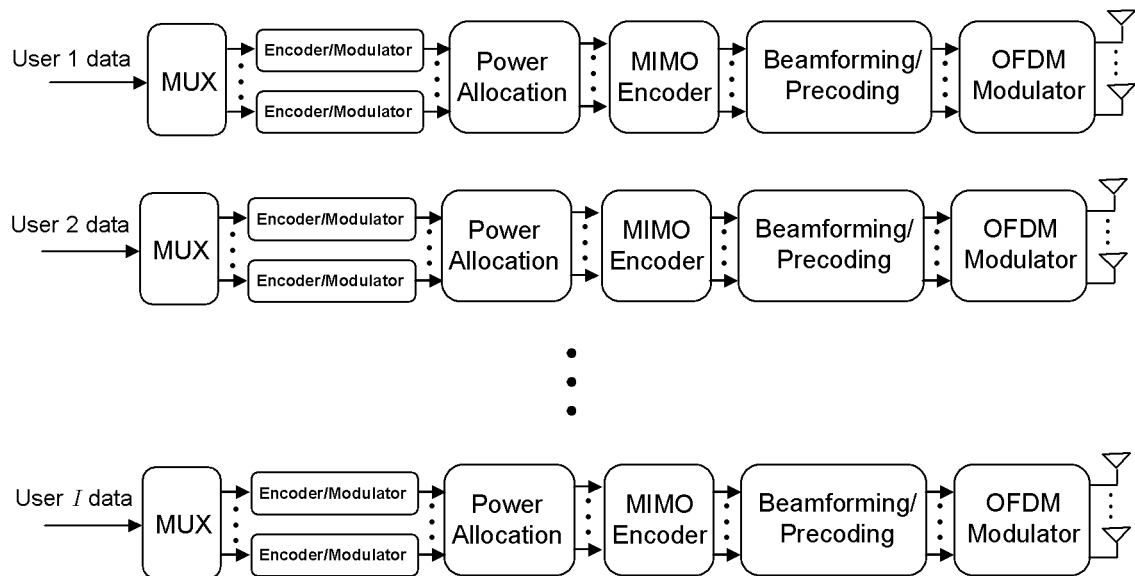 User 1 data
MUX
Encoder/Modulator
Encoder/Modulator
Power
Allocation
MIMO
Encoder
Beamforming/
Precoding
OFDM
Modulator
User 2 data
MUX
Encoder/Modulator
Encoder/Modulator
Power
Allocation
MIMO
Encoder
Beamforming/
Precoding
OFDM
Modulator
User I data
MUX
Encoder/Modulator
Encoder/Modulator
Power
Allocation
MIMO
Encoder
Beamforming/
Precoding
OFDM
Modulator